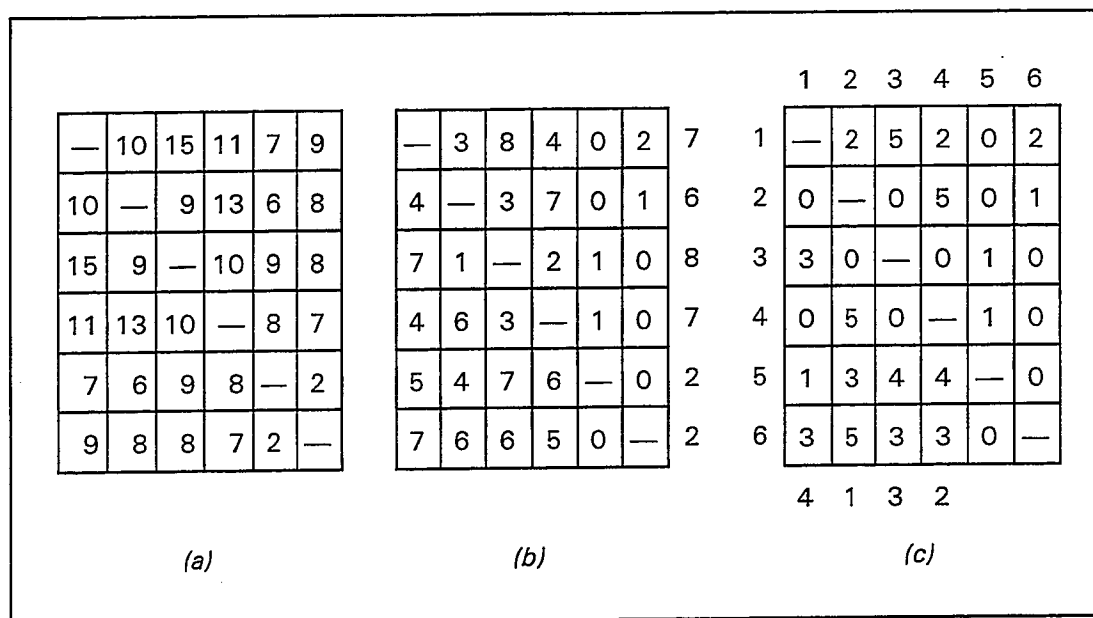 — 10 15 11 7 9
10 — 9 13 6 8
15 9 — 10 9 8
11 13 10 — 8 7
7 6 9 8 — 2
9 8 8 7 2 —
(a)
— 3 8 4 0 2 7
4 — 3 7 0 1 6
7 1 — 2 1 0 8
4 6 3 — 1 0 7
5 4 7 6 — 0 2
7 6 6 5 0 — 2
(b)
1 2 3 4 5 6
1 — 2 5 2 0 2
2 0 — 0 5 0 1
3 3 0 — 0 1 0
4 0 5 0 — 1 0
5 1 3 4 4 — 0
6 3 5 3 3 0 —
4 1 3 2
(c)